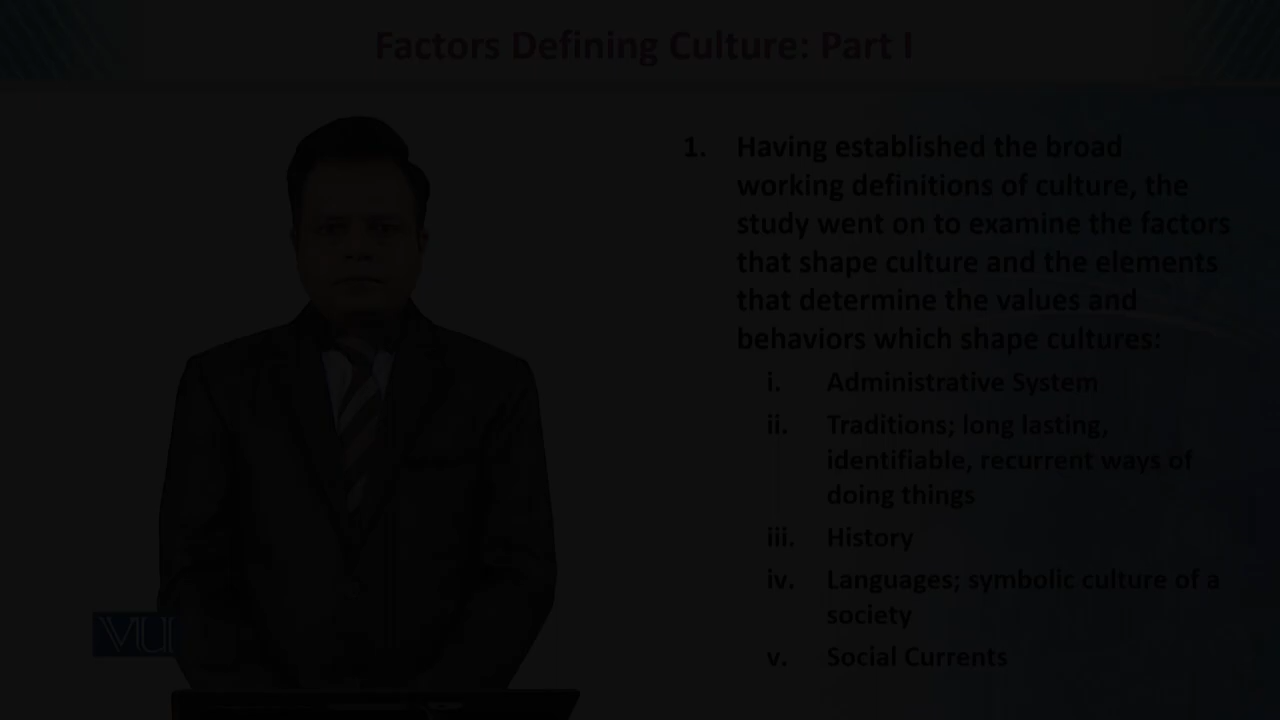 Factors Defining Culture: Part I
1. Having established the broad
working definitions of culture, the
study went on to examine the factors
that shape culture and the elements
that determine the values and
behaviors which shape cultures:
i. Administrative System
ii. Traditions; long lasting,
identifiable, recurrent ways of
doing things
iii. History
iv. Languages; symbolic culture of a
society
v. Social Currents
VU